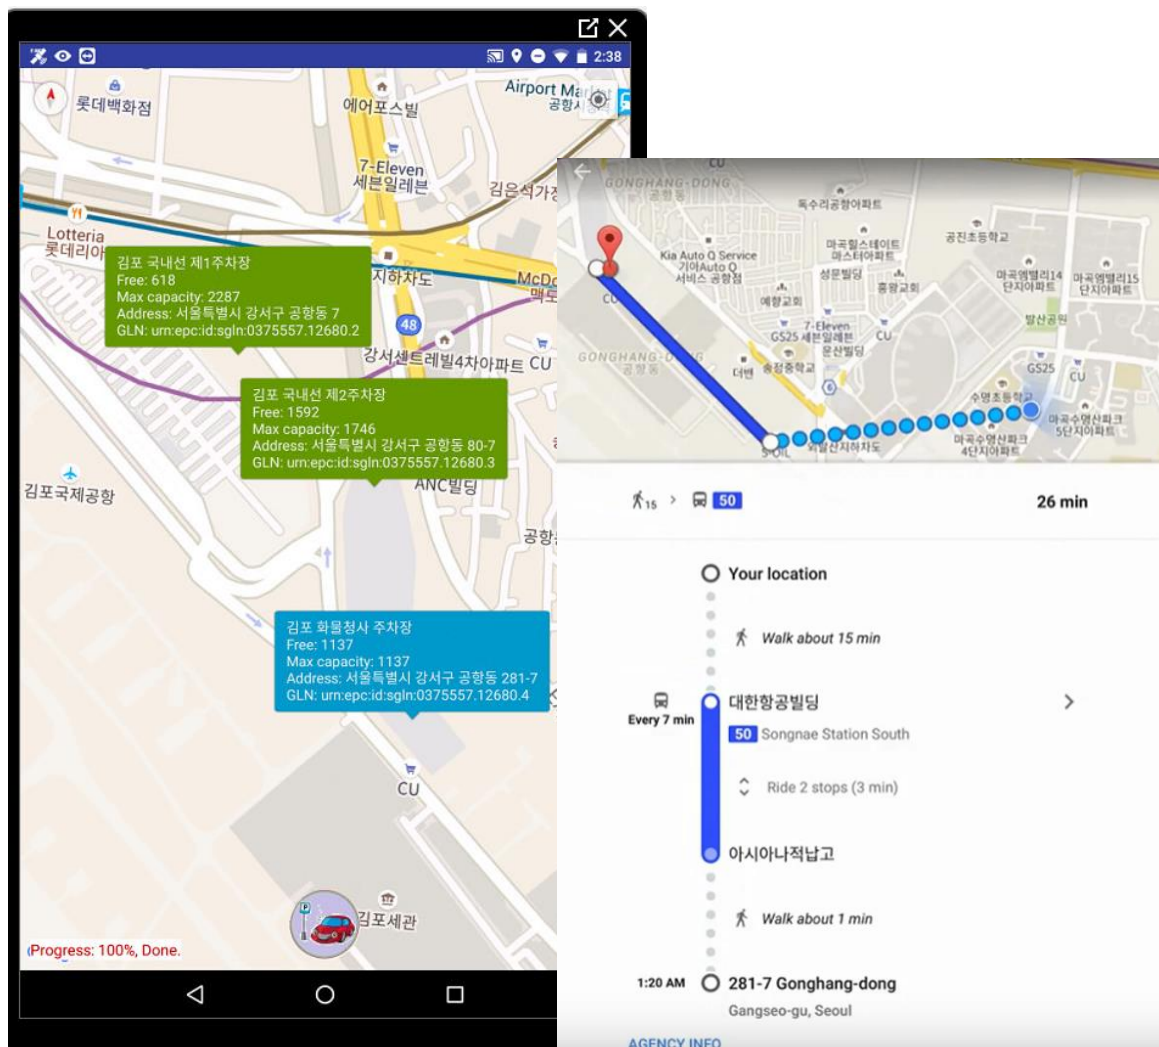 2:38
롯데백화점
에어포스빌
Airport Market
7-Eleven
세븐일레븐
Lotteria
롯데리아
지하차도
48
강서센트레빌4차아파트
CU
김포 국내선 제1주차장
Free: 618
Max capacity: 2287
Address: 서울특별시 강서구 공항동 7
GLN: urn:epc:id:sgln:0375557.12680.2
김포 국내선 제2주차장
Free: 1592
Max capacity: 1746
Address: 서울특별시 강서구 공항동 80-7
GLN: urn:epc:id:sgln:0375557.12680.3
김포국제공항
ANC빌딩
김포 화물청사 주차장
Free: 1137
Max capacity: 1137
Address: 서울특별시 강서구 공항동 281-7
GLN: urn:epc:id:sgln:0375557.12680.4
CU
김포세관
Progress: 100%, Done.
CU
GONGHANG-DONG
공항동
독수리공항아파트
Kia Auto Q Service
기아Auto Q
서비스 공항점
마곡힐스테이트
마스터아파트
공진초등학교
성문빌딩
홍왕교회
마곡엠밸리14
단지아파트
마곡엠밸리15
단지아파트
예향교회
CU
7-Eleven
GS25 세븐일레븐
운산빌딩
CU
발산공원
GONGHANG-DONG
공항동
더밴
송정중학교
6
GS25
CU
수명초등학교
마곡수명산파크
5단지아파트
마곡수명산파크
4단지아파트
S-OIL
외발산지하차도
15
50
26 min
Your location
Walk about 15 min
Every 7 min
대한항공빌딩
50 Songnae Station South
Ride 2 stops (3 min)
아시아나적납고
Walk about 1 min
1:20 AM
281-7 Gonghang-dong
Gangseo-gu, Seoul
AGENCY INFO